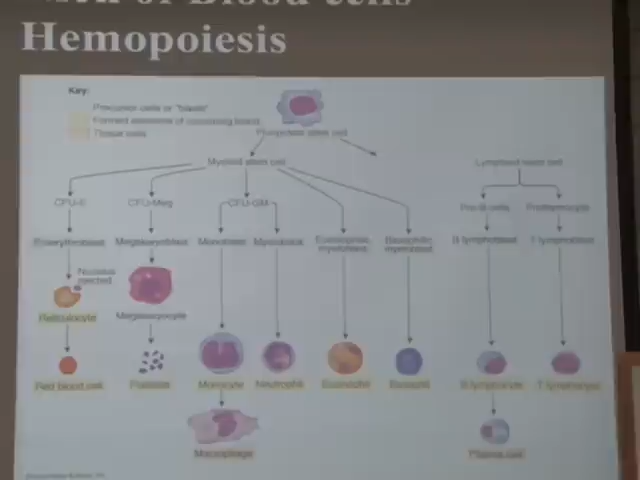 Hemopoiesis
Key:
Precursor cells or "blasts"
Formed elements of circulating blood
Tissue cells
Pluripotent stem cell
Myeloid stem cell
Lymphoid stem cell
CFU-E
CFU-Meg
CFU-GM
Pre-B cells
Prothymocyte
Proerythroblast
Megakaryoblast
Monoblast
Myeloblast
Eosinophilic myeloblast
Basophilic myeloblast
B lymphoblast
T lymphoblast
Nucleus ejected
Reticulocyte
Megakaryocyte
Red blood cell
Platelets
Monocyte
Neutrophil
Eosinophil
Basophil
B lymphocyte
T lymphocyte
Macrophage
Plasma cell